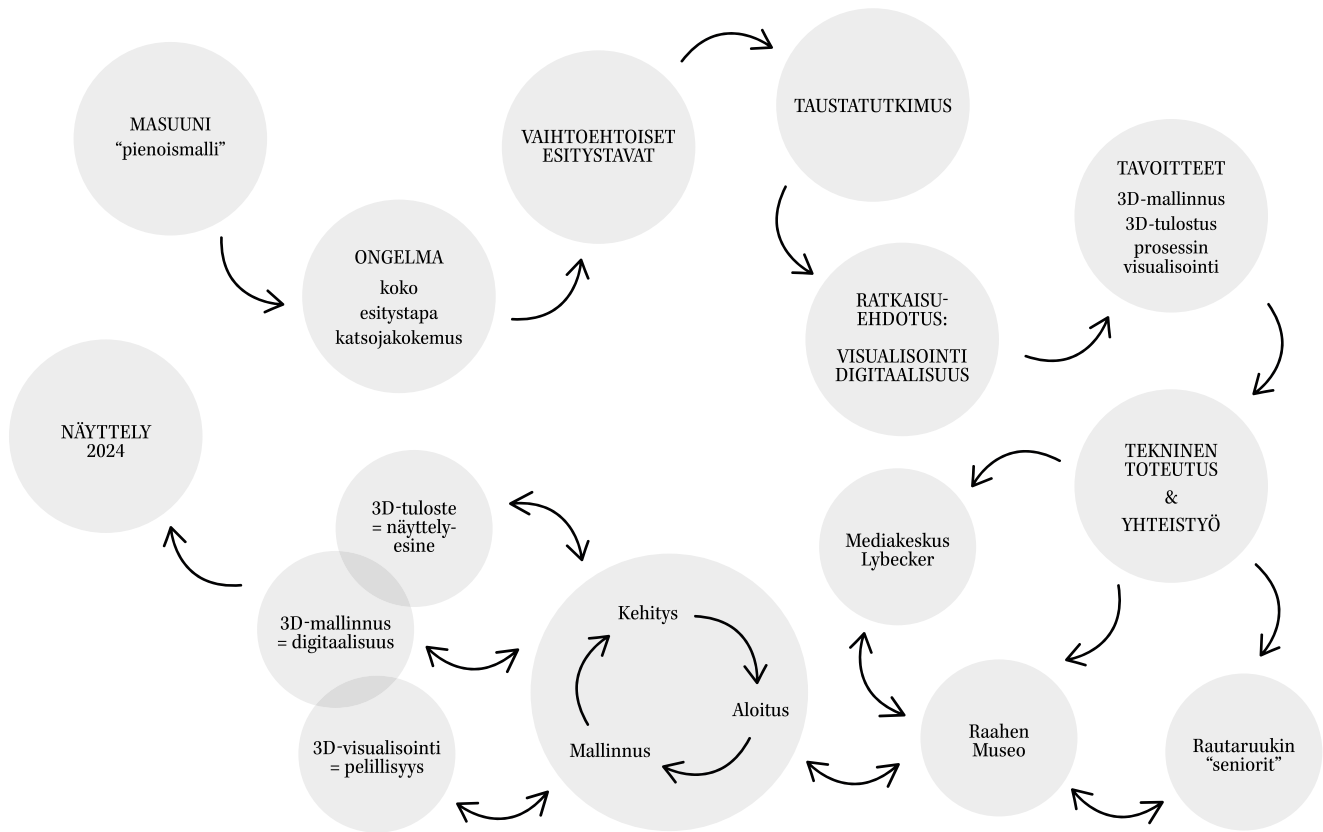 MASUUNI
“pienoismalli”
ONGELMA
koko
esitystapa
katsojakokemus
VAIHTOEHTOISET
ESITYSTAVAT
TAUSTATUTKIMUS
RATKAISU-
EHDOTUS:
VISUALISOINTI
DIGITAALISUUS
TAVOITTEET
3D-mallinnus
3D-tulostus
prosessin
visualisointi
TEKNINEN
TOTEUTUS
&
YHTEISTYÖ
Mediakeskus
Lybecker
Raahen
Museo
Rautaruukin
“seniorit”
Kehitys
Aloitus
Mallinnus
3D-tuloste
= näyttely-
esine
3D-mallinnus
= digitaalisuus
3D-visualisointi
= pelillisyys
NÄYTTELY
2024